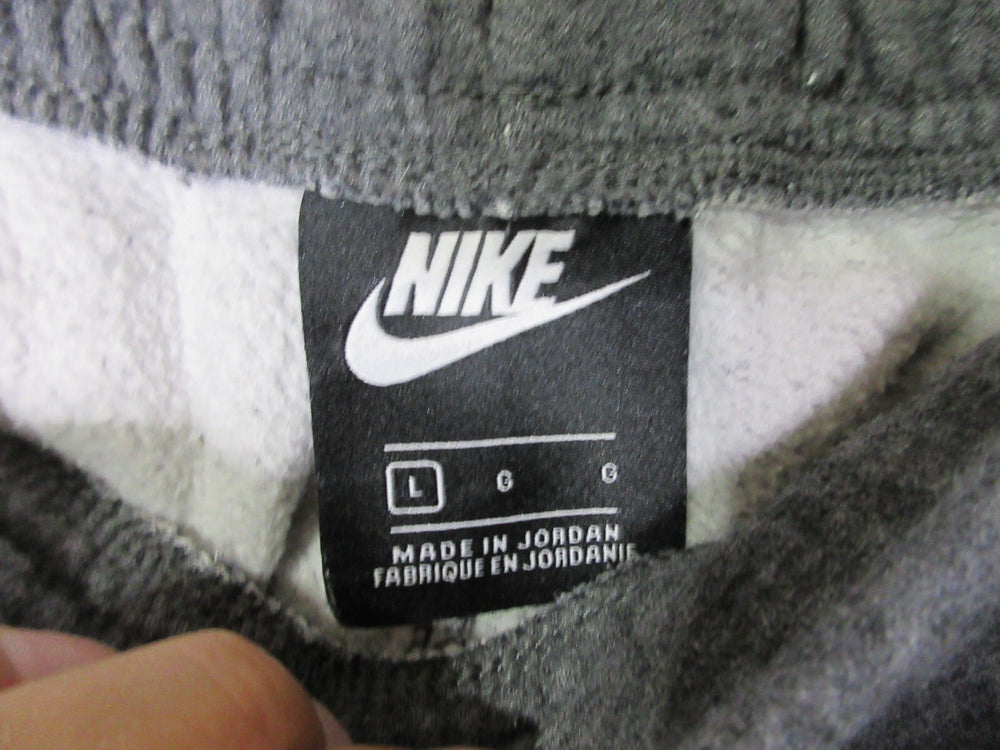 NIKE
L G G
MADE IN JORDAN
FABRIQUE EN JORDANIE